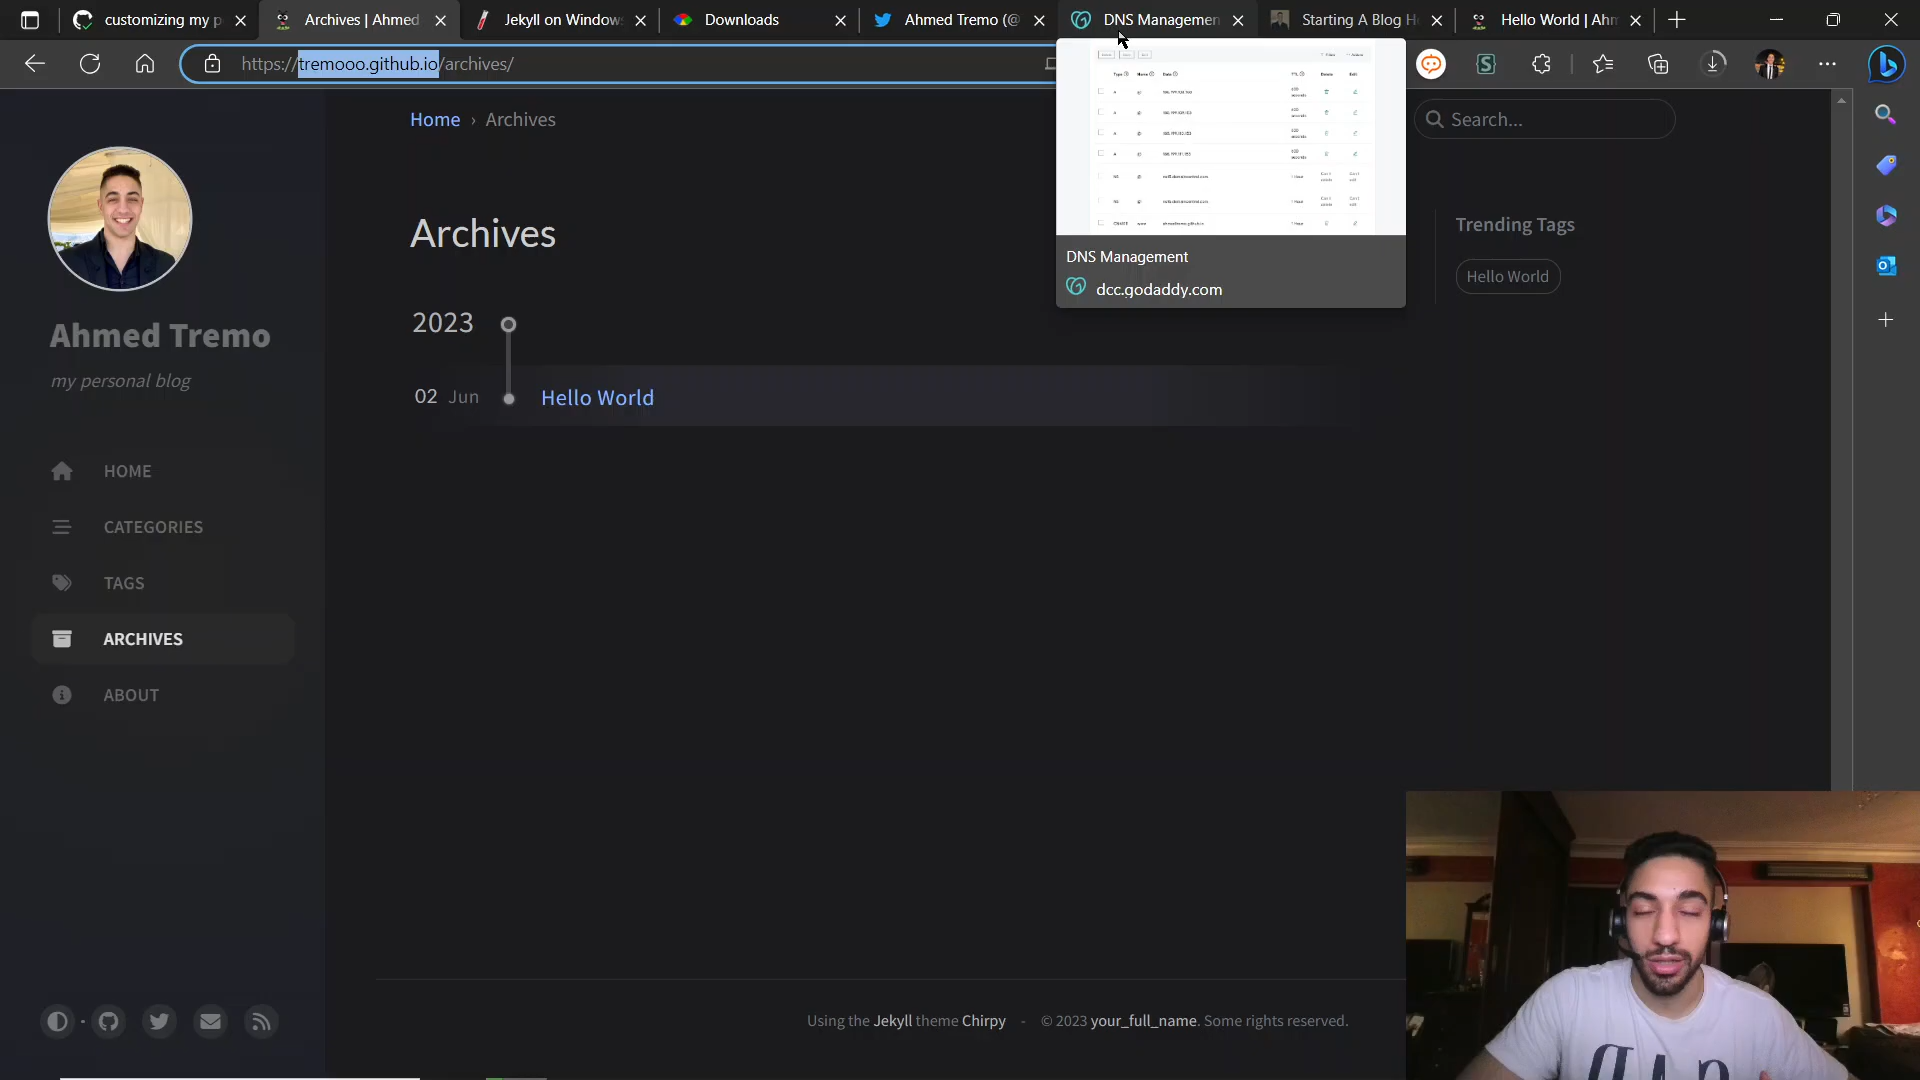 customizing my p
Archives | Ahmed
Jekyll on Windows
Downloads
Ahmed Tremo (@
DNS Managemen
Starting A Blog H
Hello World | Ahm
https://tremooo.github.io/archives/
Home › Archives
Search...
Archives
Trending Tags
Hello World
DNS Management
dcc.godaddy.com
2023
02 Jun Hello World
Ahmed Tremo
my personal blog
HOME
CATEGORIES
TAGS
ARCHIVES
ABOUT
Using the Jekyll theme Chirpy - © 2023 your_full_name. Some rights reserved.